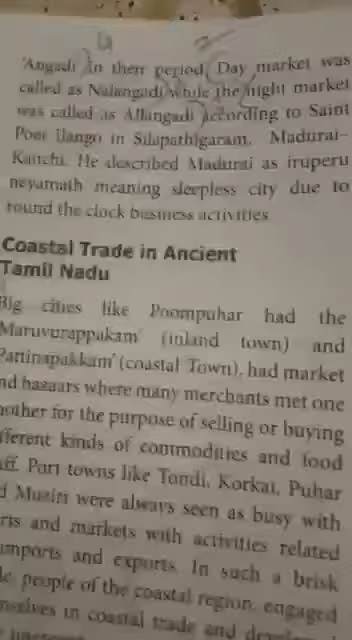 'Angadi in their period. Day market was
called as Nalangadi while the night market
was called as Allangadi according to Saint
Poet Ilango in Silapathigaram, Madurai-
Kanchi. He described Madurai as iruperu
neyamath meaning sleepless city due to
round the clock business activities
Coastal Trade in Ancient
Tamil Nadu
Big cities like Poompuhar had the
Maruvurappakam' (inland town) and
Pattinapakkam' (coastal Town), had market
nd bazaars where many merchants met one
nother for the purpose of selling or buying
fferent kinds of commodities and food
aff. Port towns like Tondi, Korkai, Puhar
d Musiri were always seen as busy with
rts and markets with activities related
imports and exports. In such a brisk
de, people of the coastal region, engaged
mselves in coastal trade and